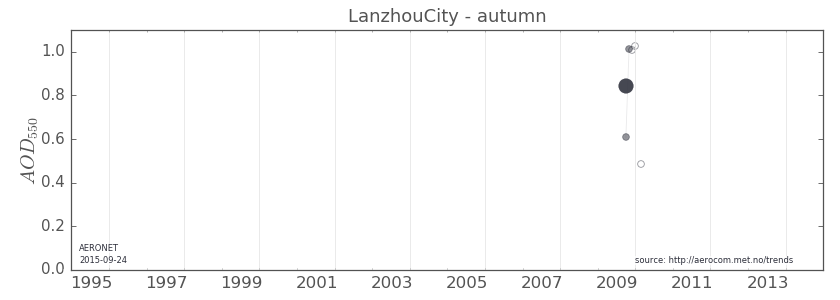 LanzhouCity - autumn
1.0
0.8
0.6
0.4
0.2
0.0
AOD550
AERONET
2015-09-24
source: http://aerocom.met.no/trends
1995 1997 1999 2001 2003 2005 2007 2009 2011 2013